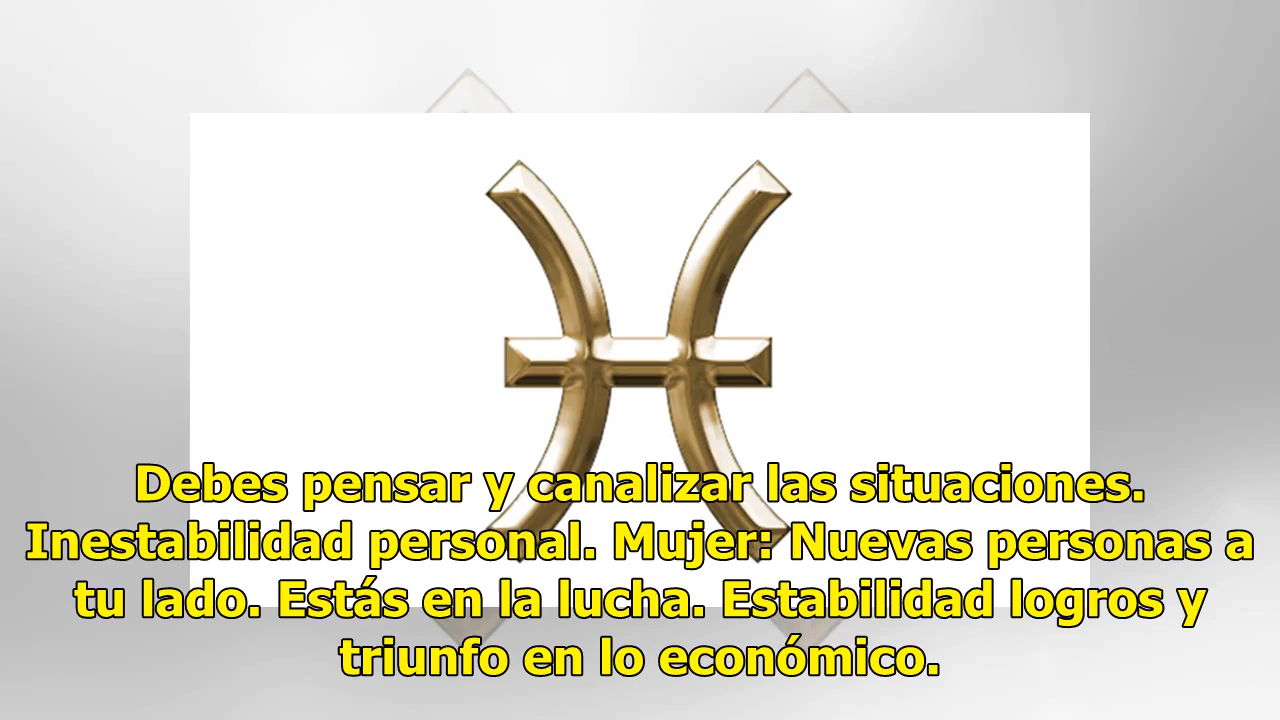 Debes pensar y canalizar las situaciones.
Inestabilidad personal. Mujer: Nuevas personas a
tu lado. Estás en la lucha. Estabilidad logros y
triunfo en lo económico.